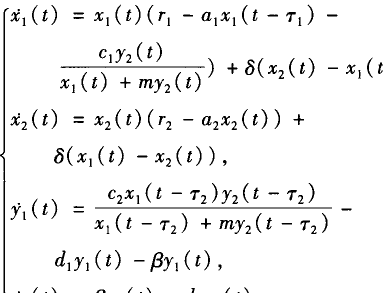 ẋ₁(t) = x₁(t)(r₁ − a₁x₁(t − τ₁) −
c₁y₂(t) / (x₁(t) + my₂(t))) + δ(x₂(t) − x₁(t
ẋ₂(t) = x₂(t)(r₂ − a₂x₂(t)) +
δ(x₁(t) − x₂(t)),
ẏ₁(t) = c₂x₁(t − τ₂)y₂(t − τ₂) / (x₁(t − τ₂) + my₂(t − τ₂)) −
d₁y₁(t) − βy₁(t),